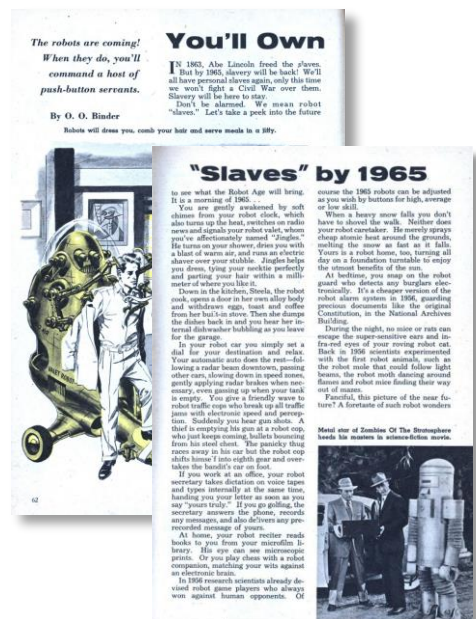 The robots are coming!
When they do, you'll
command a host of
push-button servants.
By O. O. Binder
You'll Own
IN 1863, Abe Lincoln freed the slaves.
But by 1965, slavery will be back! We'll
all have personal slaves again, only this time
we won't fight a Civil War over them.
Slavery will be here to stay.
Don't be alarmed. We mean robot
"slaves." Let's take a peek into the future
Robots will dress you, comb your hair and serve meals in a jiffy.
62
"Slaves" by 1965
to see what the Robot Age will bring.
It is a morning of 1965. . .
You are gently awakened by soft
chimes from your robot clock, which
also turns up the heat, switches on radio
news and signals your robot valet, whom
you've affectionately named "Jingles."
He turns on your shower, dries you with
a blast of warm air, and runs an electric
shaver over your stubble. Jingles helps
you dress, tying your necktie perfectly
and parting your hair within a milli-
meter of where you like it.
Down in the kitchen, Steela, the robot
cook, opens a door in her own alloy body
and withdraws eggs, toast and coffee
from her built-in stove. Then she dumps
the dishes back in and you hear her in-
ternal dishwasher bubbling as you leave
for the garage.
In your robot car you simply set a
dial for your destination and relax.
Your automatic auto does the rest—fol-
lowing a radar beam downtown, passing
other cars, slowing down in speed zones,
gently applying radar brakes when nec-
essary, even gassing up when your tank
is empty. You give a friendly wave to
robot traffic cops who break up all traffic
jams with electronic speed and percep-
tion. Suddenly you hear gun shots. A
thief is emptying his gun at a robot cop,
who just keeps coming, bullets bouncing
from his steel chest. The panicky thug
races away in his car but the robot cop
shifts himself into eighth gear and over-
takes the bandit's car on foot.
If you work at an office, your robot
secretary takes dictation on voice tapes
and types internally at the same time,
handing you your letter as soon as you
say "yours truly." If you go golfing, the
secretary answers the phone, records
any messages, and also delivers any pre-
recorded message of yours.
At home, your robot reciter reads
books to you from your microfilm li-
brary. His eye can see microscopic
prints. Or you play chess with a robot
companion, matching your wits against
an electronic brain.
In 1956 research scientists already de-
vised robot game players who always
won against human opponents. Of
course the 1965 robots can be adjusted
as you wish by buttons for high, average
or low skill.
When a heavy snow falls you don't
have to shovel the walk. Neither does
your robot caretaker. He merely sprays
cheap atomic heat around the grounds,
melting the snow as fast as it falls.
Yours is a robot home, too, turning all
day on a foundation turntable to enjoy
the utmost benefits of the sun.
At bedtime, you snap on the robot
guard who detects any burglars elec-
tronically. It's a cheaper version of the
robot alarm system in 1956, guarding
precious documents like the original
Constitution, in the National Archives
Building.
During the night, no mice or rats can
escape the super-sensitive ears and in-
fra-red eyes of your roving robot cat.
Back in 1956 scientists experimented
with the first robot animals, such as
the robot mole that could follow light
beams, the robot moth dancing around
flames and robot mice finding their way
out of mazes.
Fanciful, this picture of the near fu-
ture? A foretaste of such robot wonders
Metal star of Zombies Of The Stratosphere
heeds his masters in science-fiction movie.